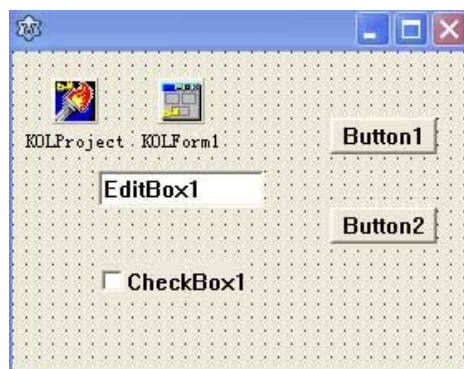 KOLProject KOLForm1
Button1
EditBox1
Button2
CheckBox1